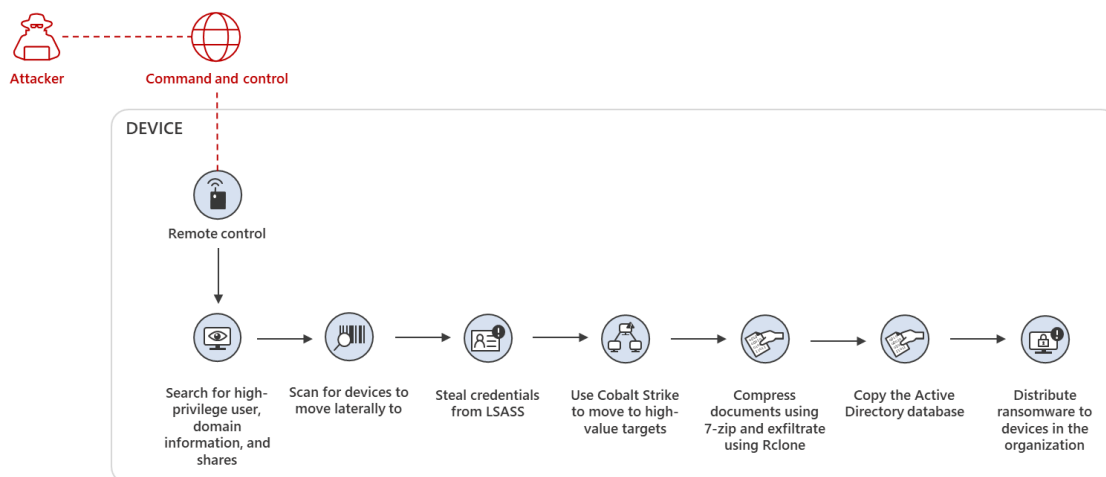 Attacker
Command and control
DEVICE
Remote control
Search for high-
privilege user,
domain
information, and
shares
Scan for devices to
move laterally to
Steal credentials
from LSASS
Use Cobalt Strike
to move to high-
value targets
Compress
documents using
7-zip and exfiltrate
using Rclone
Copy the Active
Directory database
Distribute
ransomware to
devices in the
organization